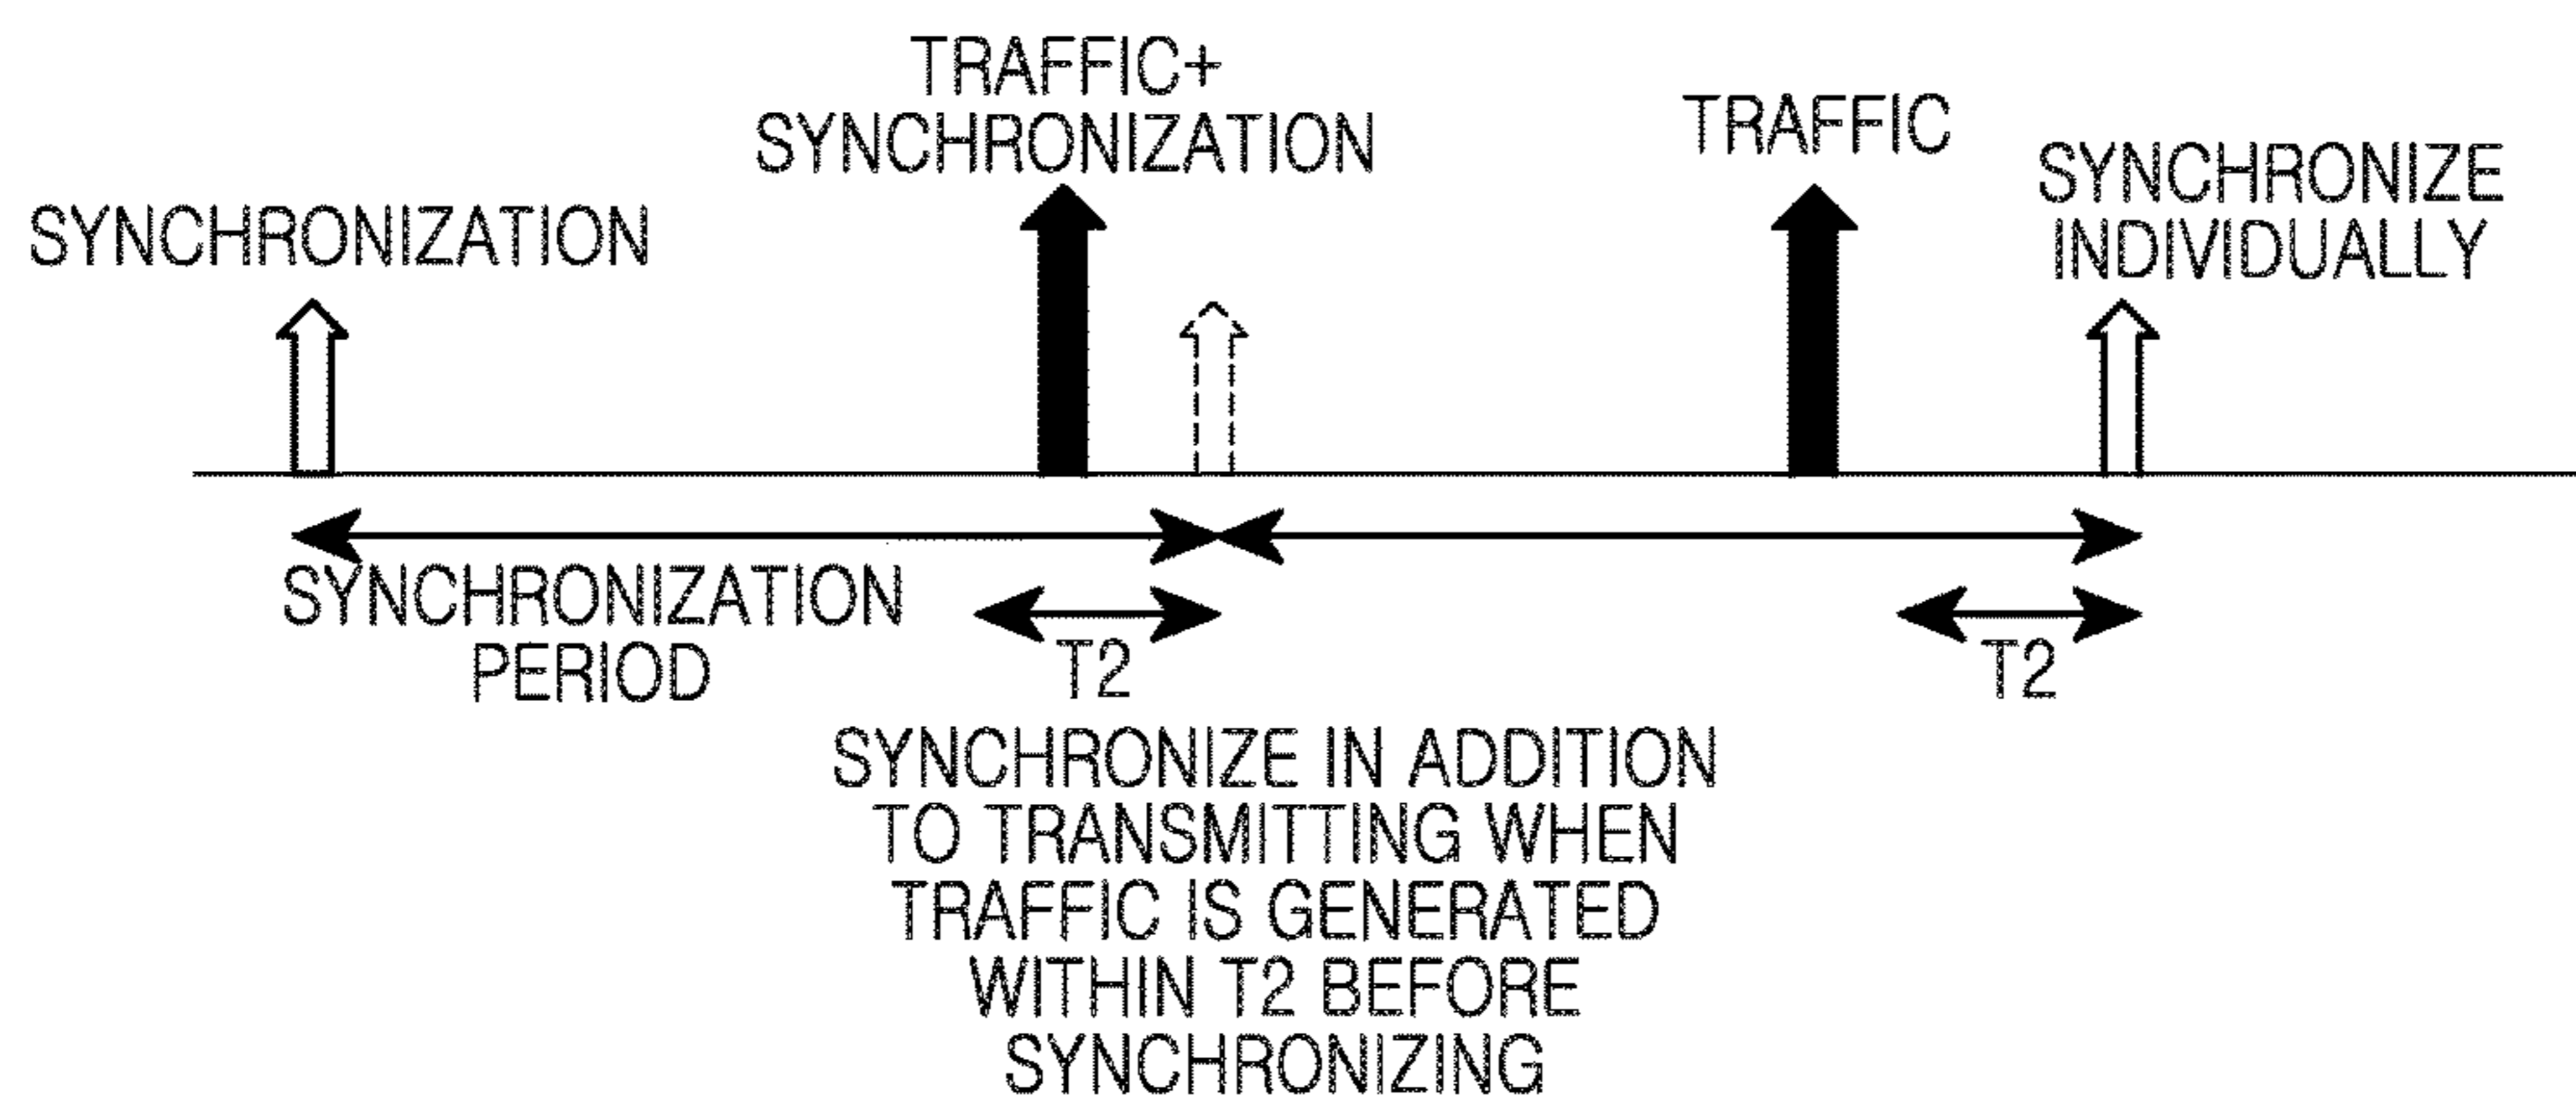 TRAFFIC+
SYNCHRONIZATION
TRAFFIC
SYNCHRONIZE
INDIVIDUALLY
SYNCHRONIZATION
SYNCHRONIZATION
PERIOD
T2
T2
SYNCHRONIZE IN ADDITION
TO TRANSMITTING WHEN
TRAFFIC IS GENERATED
WITHIN T2 BEFORE
SYNCHRONIZING